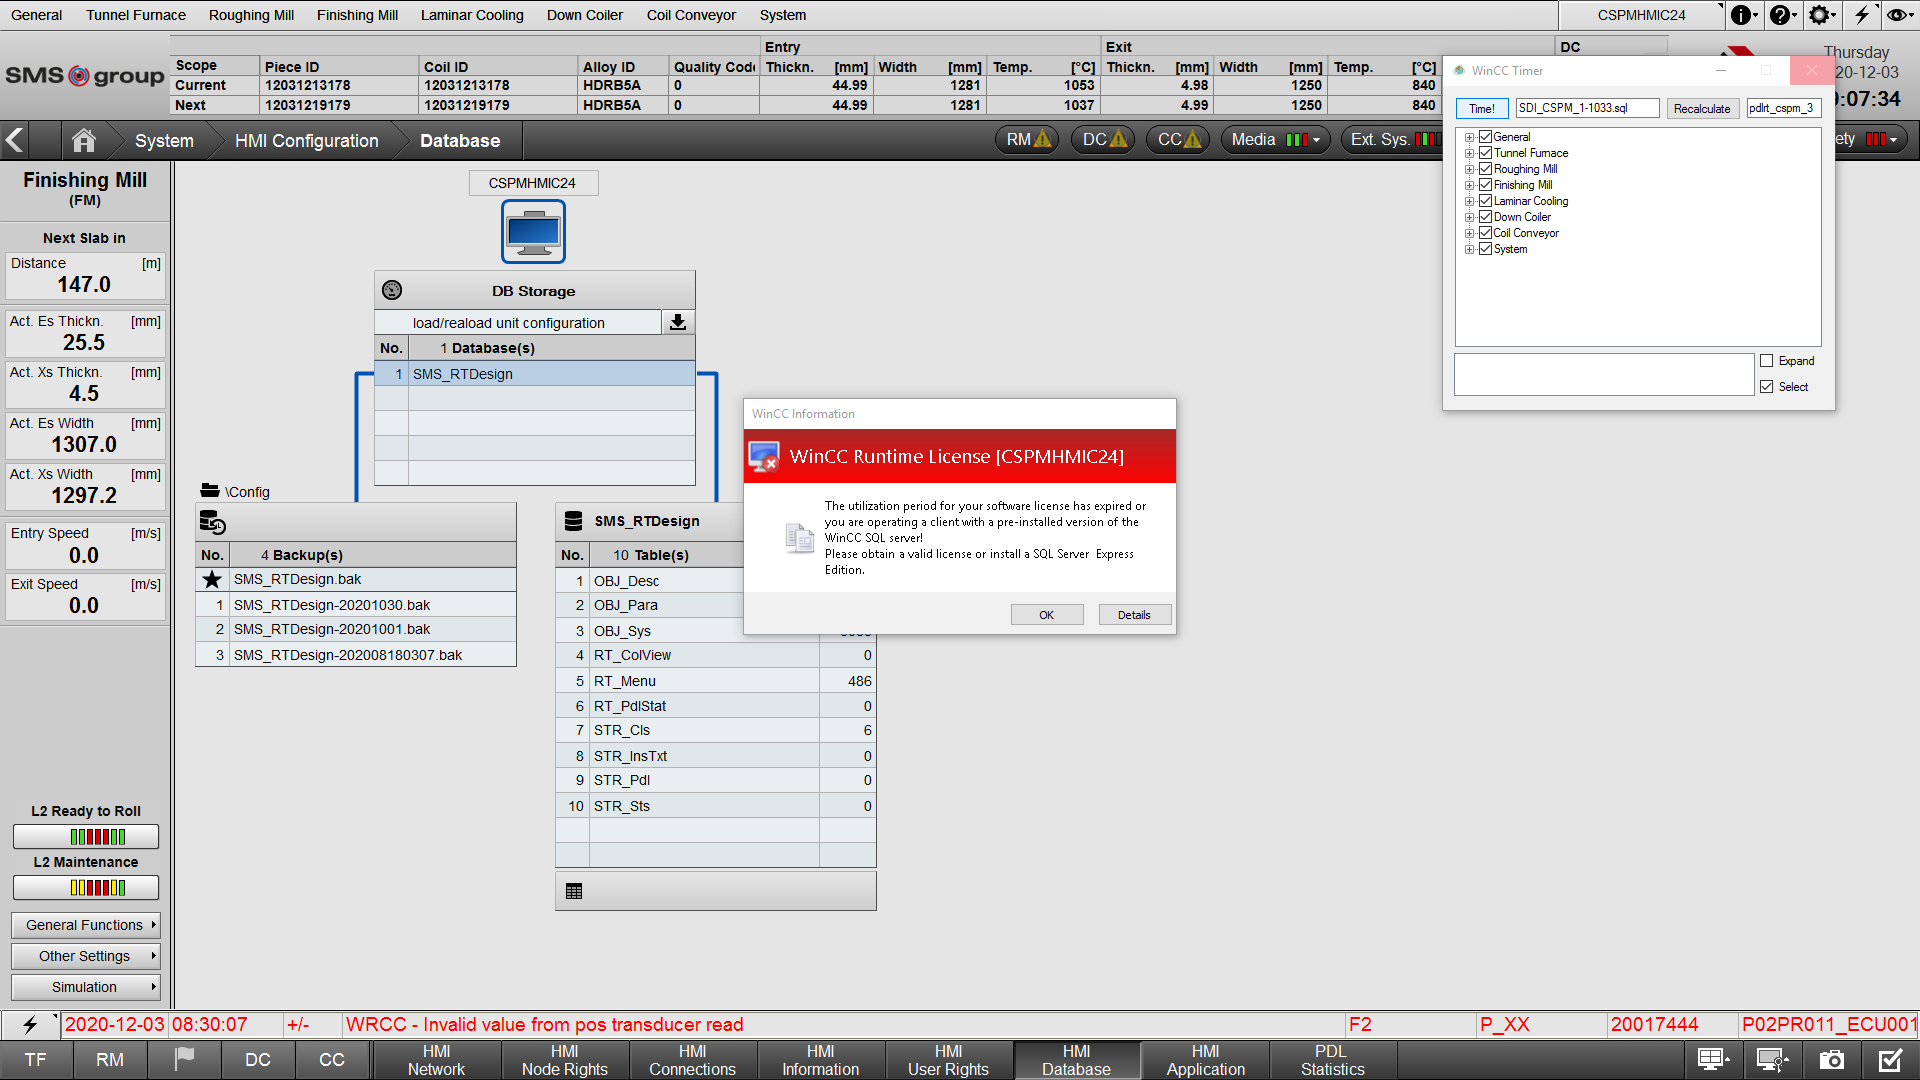 General Tunnel Furnace Roughing Mill Finishing Mill Laminar Cooling Down Coiler Coil Conveyor System CSPMHMIC24
SMS group
Entry Exit DC
Scope Piece ID Coil ID Alloy ID Quality Code Thickn. [mm] Width [mm] Temp. [°C] Thickn. [mm] Width [mm] Temp. [°C]
Current 12031213178 12031213178 HDRB5A 0 44.99 1281 1053 4.98 1250 840
Next 12031219179 12031219179 HDRB5A 0 44.99 1281 1037 4.99 1250 840
Thursday
20-12-03
:07:34
System HMI Configuration Database RM DC CC Media Ext. Sys. ety
WinCC Timer
Time! SDI_CSPM_1-1033.sql Recalculate pdlrt_cspm_3
General
Tunnel Furnace
Roughing Mill
Finishing Mill
Laminar Cooling
Down Coiler
Coil Conveyor
System
Expand
Select
Finishing Mill
(FM)
Next Slab in
Distance [m]
147.0
Act. Es Thickn. [mm]
25.5
Act. Xs Thickn. [mm]
4.5
Act. Es Width [mm]
1307.0
Act. Xs Width [mm]
1297.2
Entry Speed [m/s]
0.0
Exit Speed [m/s]
0.0
L2 Ready to Roll
L2 Maintenance
General Functions
Other Settings
Simulation
CSPMHMIC24
DB Storage
load/reaload unit configuration
No. 1 Database(s)
1 SMS_RTDesign
\Config
No. 4 Backup(s)
SMS_RTDesign.bak
1 SMS_RTDesign-20201030.bak
2 SMS_RTDesign-20201001.bak
3 SMS_RTDesign-202008180307.bak
SMS_RTDesign
No. 10 Table(s)
1 OBJ_Desc
2 OBJ_Para
3 OBJ_Sys
4 RT_ColView 0
5 RT_Menu 486
6 RT_PdlStat 0
7 STR_Cls 6
8 STR_InsTxt 0
9 STR_Pdl 0
10 STR_Sts 0
WinCC Information
WinCC Runtime License [CSPMHMIC24]
The utilization period for your software license has expired or
you are operating a client with a pre-installed version of the
WinCC SQL server!
Please obtain a valid license or install a SQL Server Express
Edition.
OK Details
2020-12-03 08:30:07 +/- WRCC - Invalid value from pos transducer read F2 P_XX 20017444 P02PR011_ECU001
TF RM DC CC HMI Network HMI Node Rights HMI Connections HMI Information HMI User Rights HMI Database HMI Application PDL Statistics